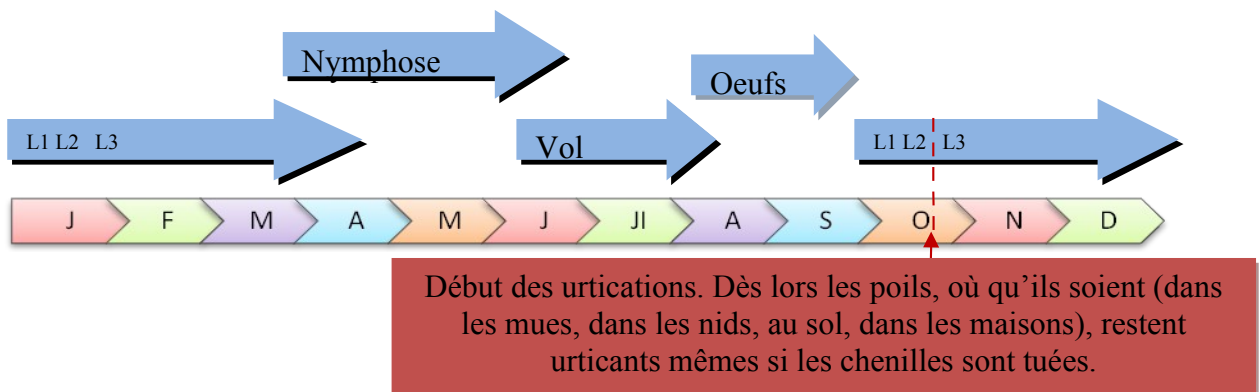 Nymphose
Oeufs
L1 L2 L3
Vol
L1 L2 L3
J F M A M J Jl A S O N D
Début des urtications. Dès lors les poils, où qu’ils soient (dans
les mues, dans les nids, au sol, dans les maisons), restent
urticants mêmes si les chenilles sont tuées.